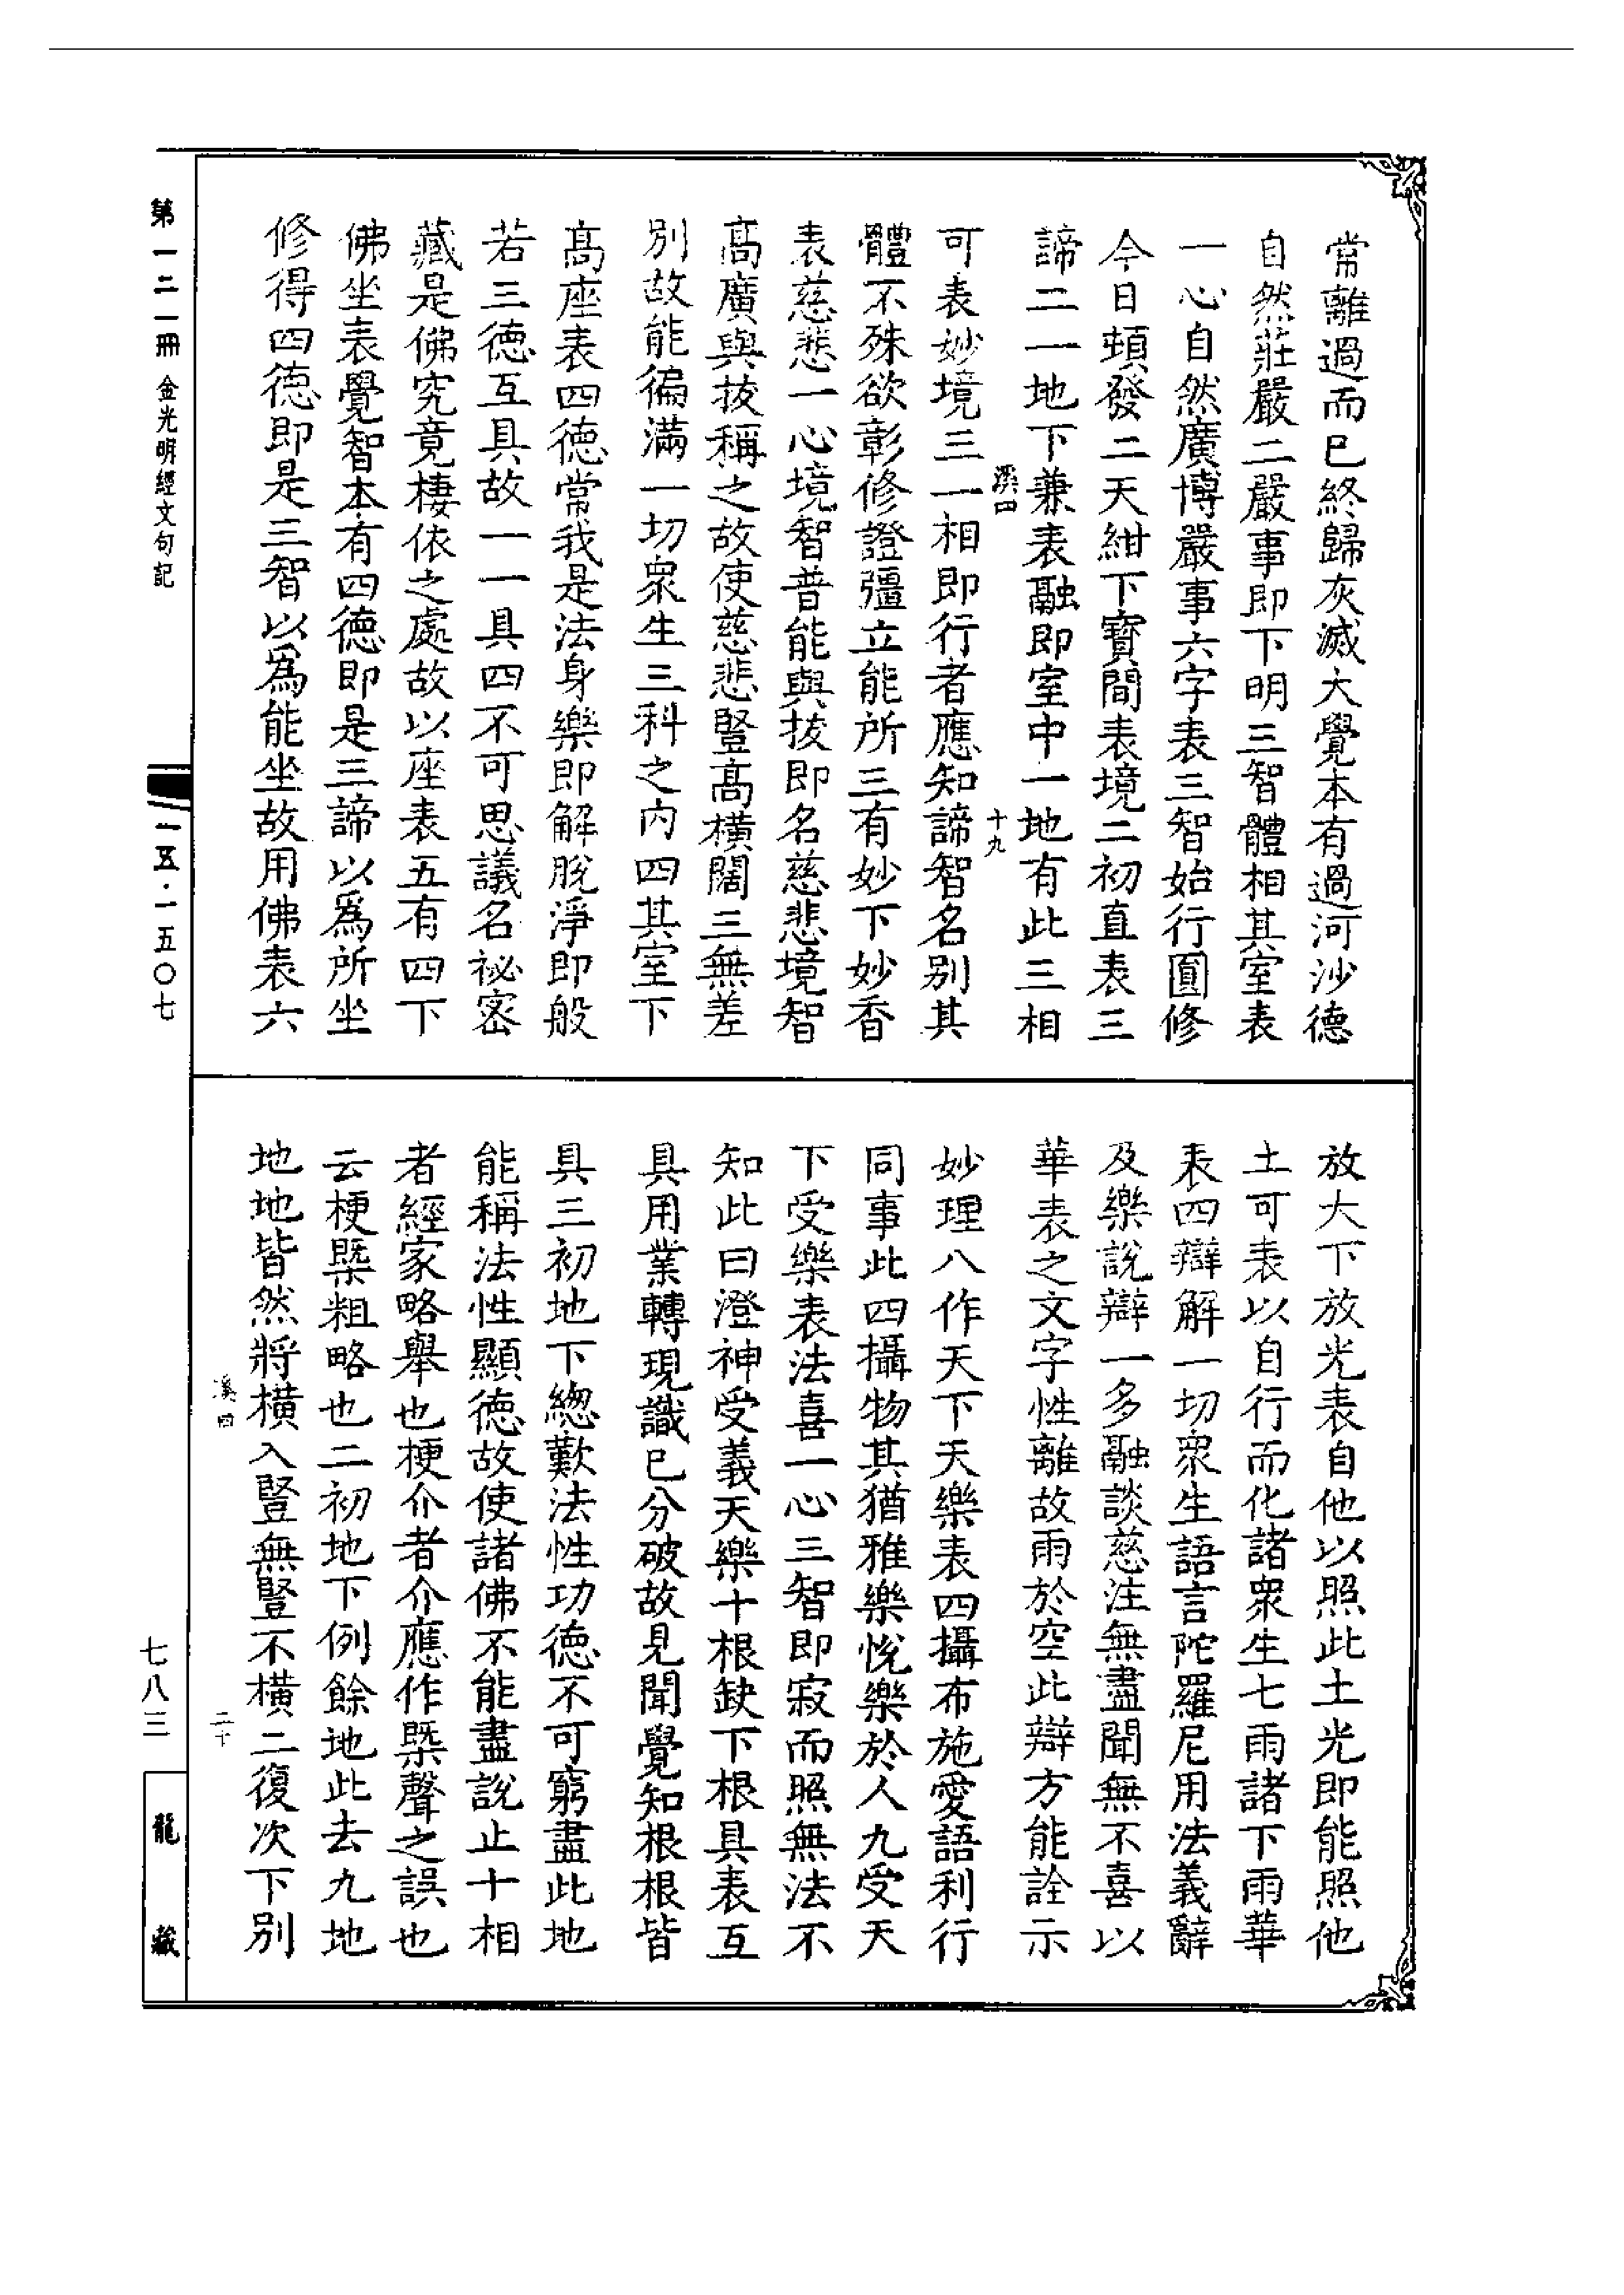 常離過而已終歸灰滅大覺本有過河沙德
自然莊嚴二嚴事即下明三智體相其室表
一心自然廣博嚴事六字表三智始行圓修
今日頓發二天紺下寶間表境二初直表三
諦二一地下兼表融即室中一地有此三相
溪四 十九
可表妙境三一相即行者應知諦智名別其
體不殊欲彰修證彊立能所三有妙下妙香
表慈悲一心境智普能與拔即名慈悲境智
高廣與拔稱之故使慈悲豎高橫闊三無差
別故能徧滿一切眾生三科之內四其室下
高座表四德常我是法身樂即解脫淨即般
若三德互具故一一具四不可思議名祕密
藏是佛究竟棲依之處故以座表五有四下
佛坐表覺智本有四德即是三諦以為所坐
修得四德即是三智以為能坐故用佛表六
放大下放光表自他以照此土光即能照他
土可表以自行而化諸眾生七雨諸下雨華
表四辯解一切眾生語言陀羅尼用法義辭
及樂說辯一多融談慈注無盡聞無不喜以
華表之文字性離故雨於空此辯方能詮示
妙理八作天下天樂表四攝布施愛語利行
同事此四攝物其猶雅樂悅樂於人九受天
下受樂表法喜一心三智即寂而照無法不
知此曰澄神受義天樂十根缺下根具表互
具用業轉現識已分破故見聞覺知根根皆
具三初地下總歎法性功德不可窮盡此地
能稱法性顯德故使諸佛不能盡說止十相
者經家略舉也梗介者介應作槩聲之誤也
云梗槩粗略也二初地下例餘地此去九地
地地皆然將橫入豎無豎不橫二復次下別
溪四 二十
第一二一冊 金光明經文句記
一五·一五〇七
七八三
龍藏